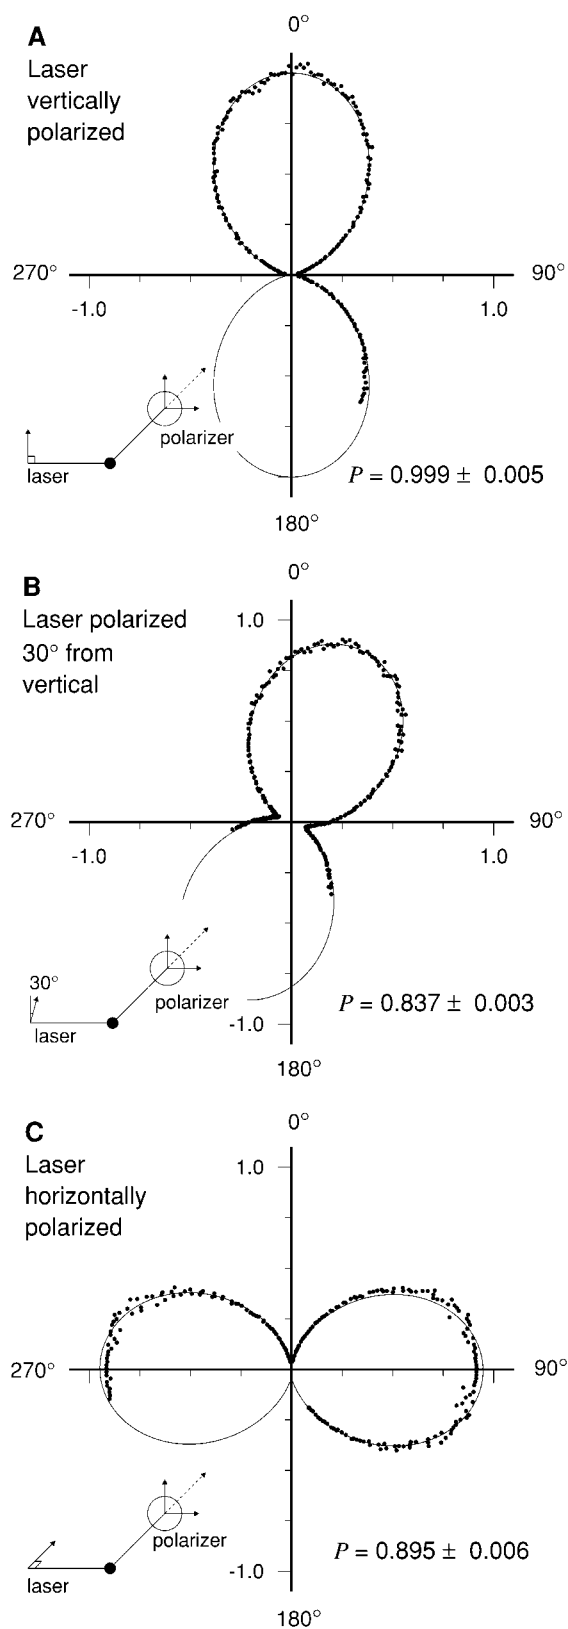 A
Laser
vertically
polarized
0°
270°
90°
-1.0
1.0
polarizer
laser
P = 0.999 ± 0.005
180°
B
Laser polarized
30° from
vertical
0°
1.0
270°
90°
-1.0
1.0
30°
polarizer
laser
P = 0.837 ± 0.003
-1.0
180°
C
Laser
horizontally
polarized
0°
1.0
270°
90°
polarizer
laser
P = 0.895 ± 0.006
-1.0
180°